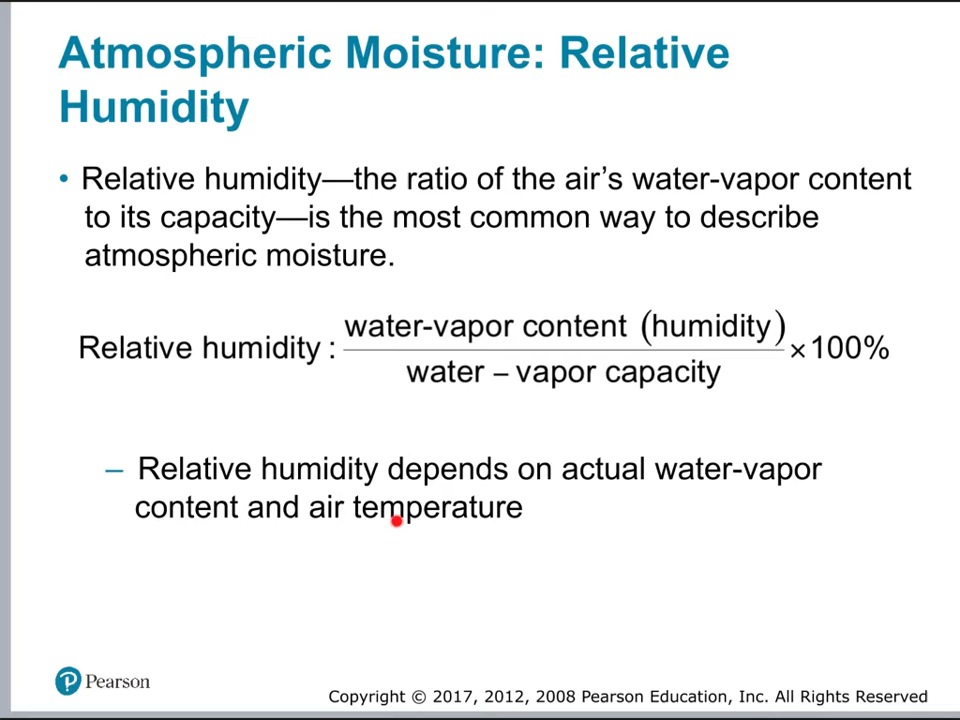 Atmospheric Moisture: Relative
Humidity
• Relative humidity—the ratio of the air’s water-vapor content
to its capacity—is the most common way to describe
atmospheric moisture.
water-vapor content (humidity)
Relative humidity : ×100%
water – vapor capacity
– Relative humidity depends on actual water-vapor
content and air temperature
P Pearson
Copyright © 2017, 2012, 2008 Pearson Education, Inc. All Rights Reserved